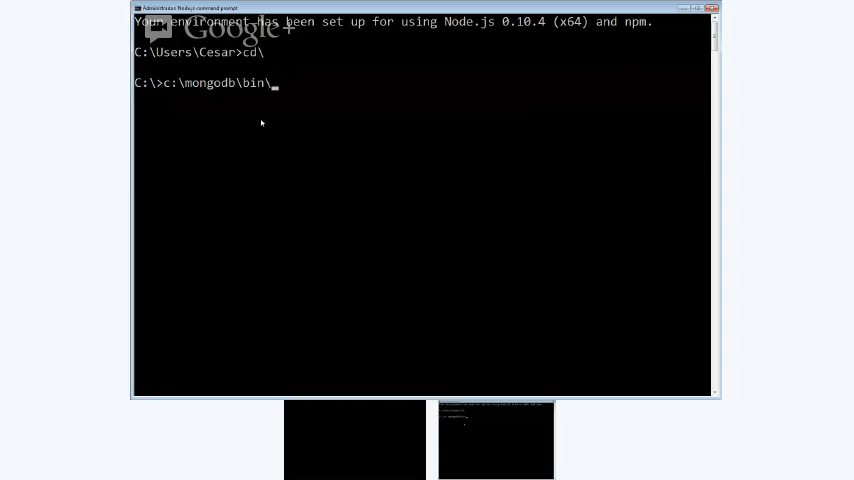 Administrador: Node.js command prompt
Your environment has been set up for using Node.js 0.10.4 (x64) and npm.
Google+
C:\Users\Cesar>cd\
C:\>c:\mongodb\bin\_